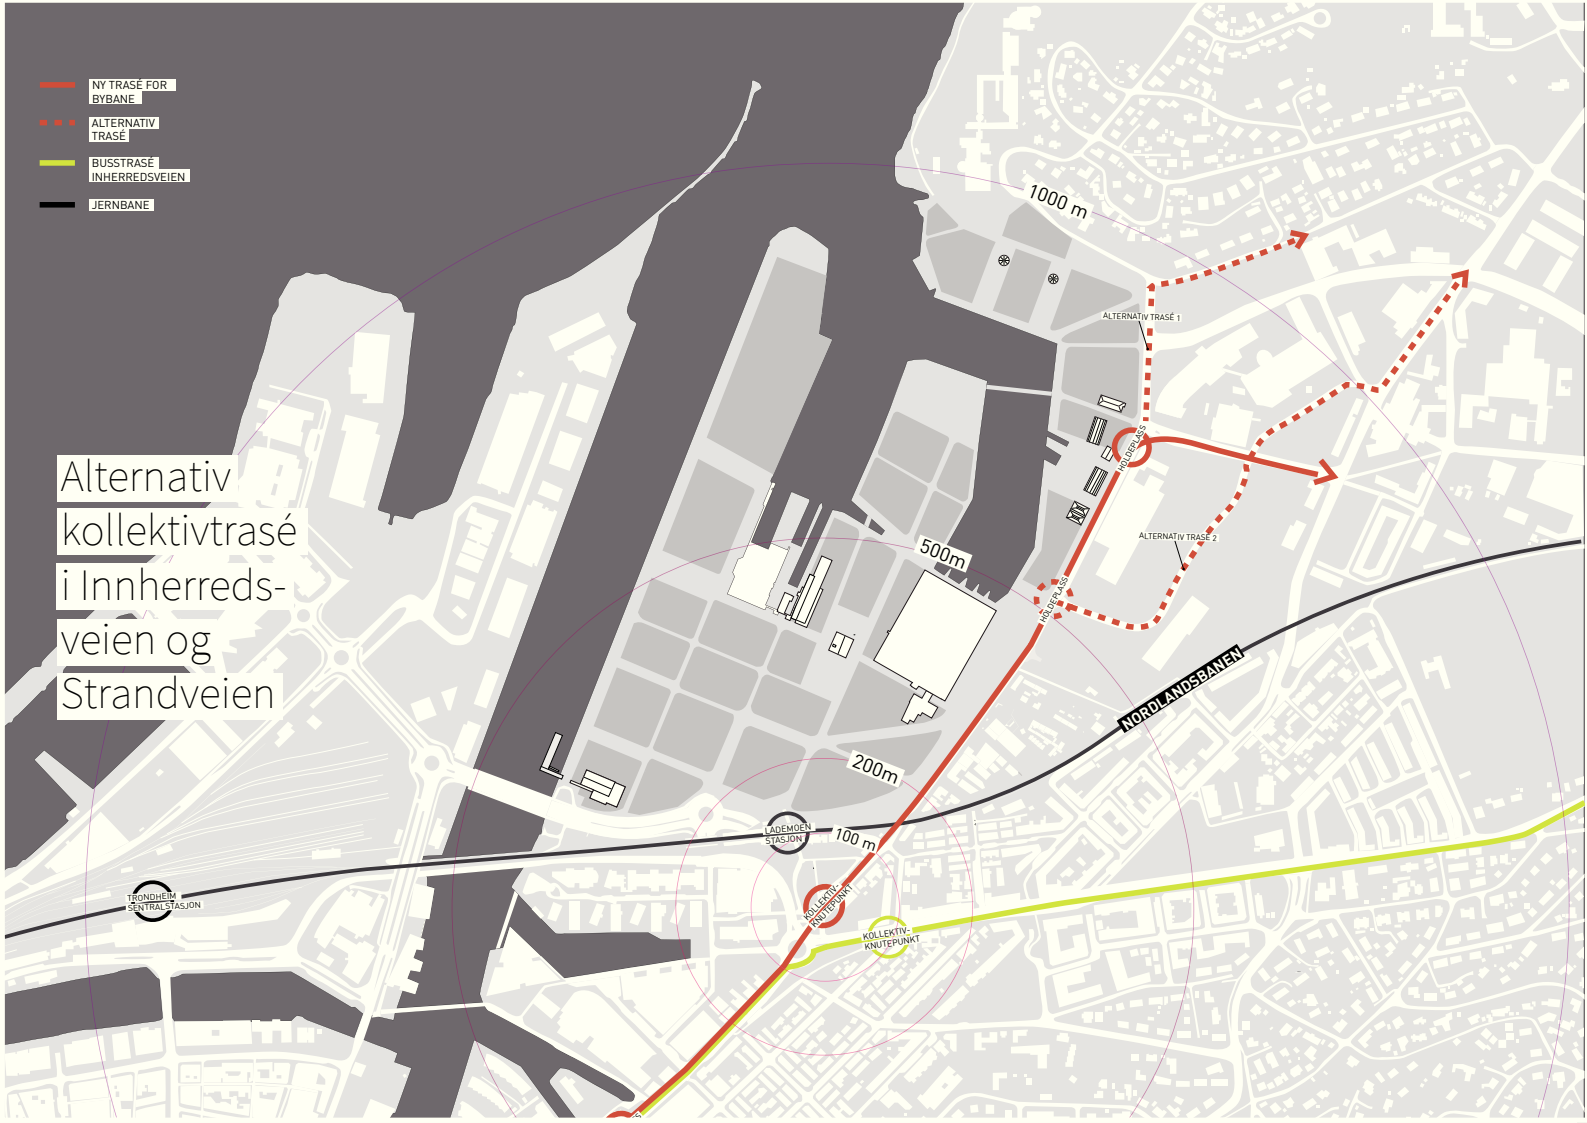 NY TRASÉ FOR
BYBANE
ALTERNATIV
TRASÉ
BUSSTRASÉ
INHERREDSVEIEN
JERNBANE
Alternativ
kollektivtrasé
i Innherreds-
veien og
Strandveien
1000 m
ALTERNATIV TRASÉ 1
HOLDEPLASS
500m
ALTERNATIV TRASÉ 2
HOLDEPLASS
NORDLANDSBANEN
200m
LADEMOEN
STASJON
100 m
TRONDHEIM
SENTRALSTASJON
KOLLEKTIV-
KNUTEPUNKT
KOLLEKTIV-
KNUTEPUNKT